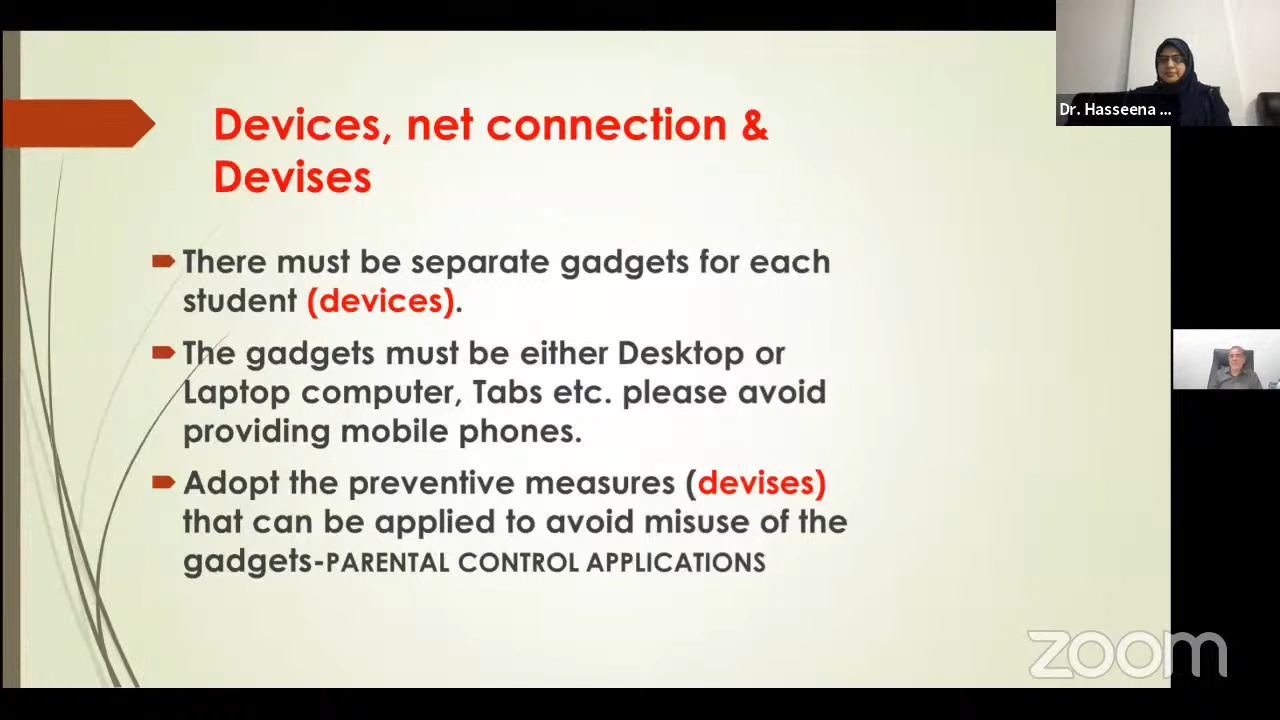 Devices, net connection &
Devises
There must be separate gadgets for each
student (devices).
The gadgets must be either Desktop or
Laptop computer, Tabs etc. please avoid
providing mobile phones.
Adopt the preventive measures (devises)
that can be applied to avoid misuse of the
gadgets-PARENTAL CONTROL APPLICATIONS
Dr. Hasseena ...
zoom